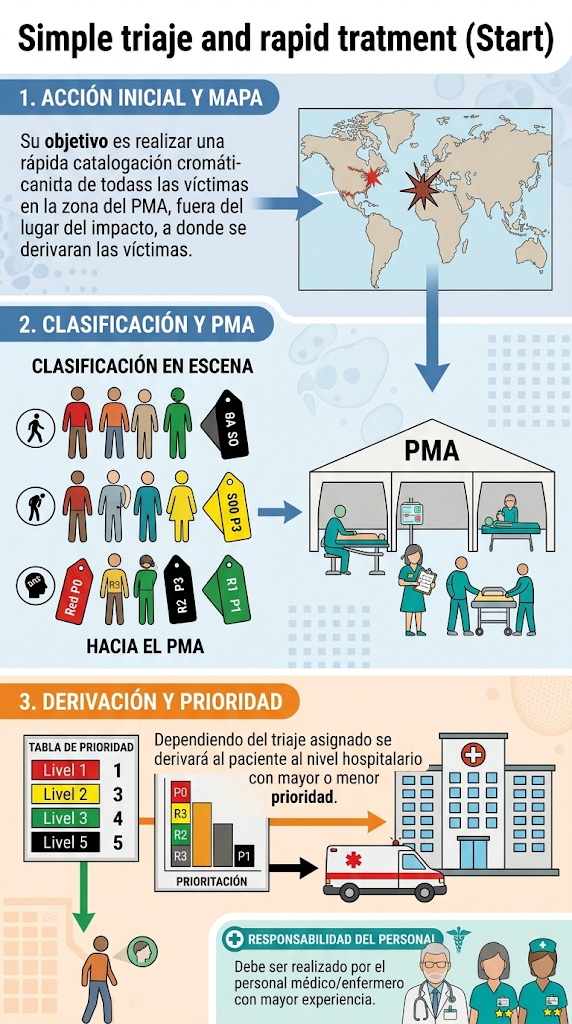 Simple triaje and rapid tratment (Start)
1. ACCIÓN INICIAL Y MAPA
Su objetivo es realizar una
rápida catalogación cromáti-
canita de todass las víctimas
en la zona del PMA, fuera del
lugar del impacto, a donde se
derivaran las víctimas.
2. CLASIFICACIÓN Y PMA
CLASIFICACIÓN EN ESCENA
PMA
S00 P3
DNS
Red P0
R3
R2 P3
R1 P1
HACIA EL PMA
3. DERIVACIÓN Y PRIORIDAD
TABLA DE PRIORIDAD
Livel 1 1
Livel 2 3
Livel 3 4
Livel 5 5
Dependiendo del triaje asignado se
derivará al paciente al nivel hospitalario
con mayor o menor
prioridad.
P0
R3
R2
R3
P1
PRIORITACIÓN
RESPONSABILIDAD DEL PERSONAL
Debe ser realizado por el
personal médico/enfermero
con mayor experiencia.